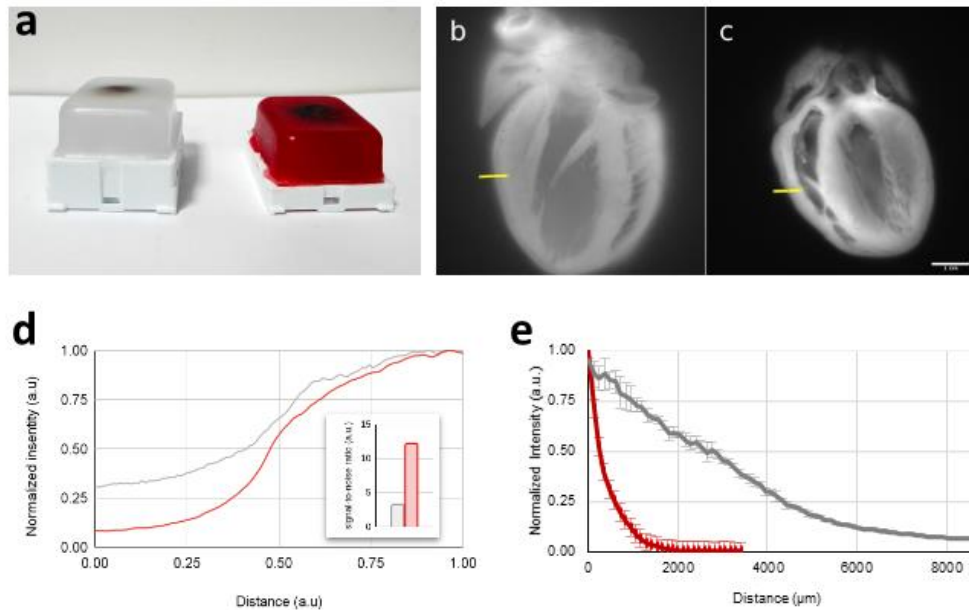 a
b
c
1 mm
d
Normalized insentity (a.u)
1.00
0.75
0.50
0.25
0.00
signal-to-noise ratio (a.u.)
15
10
5
0
0.00 0.25 0.50 0.75 1.00
Distance (a.u)
e
Normalized Intensity (a.u.)
1.00
0.75
0.50
0.25
0.00
0 2000 4000 6000 8000
Distance (µm)